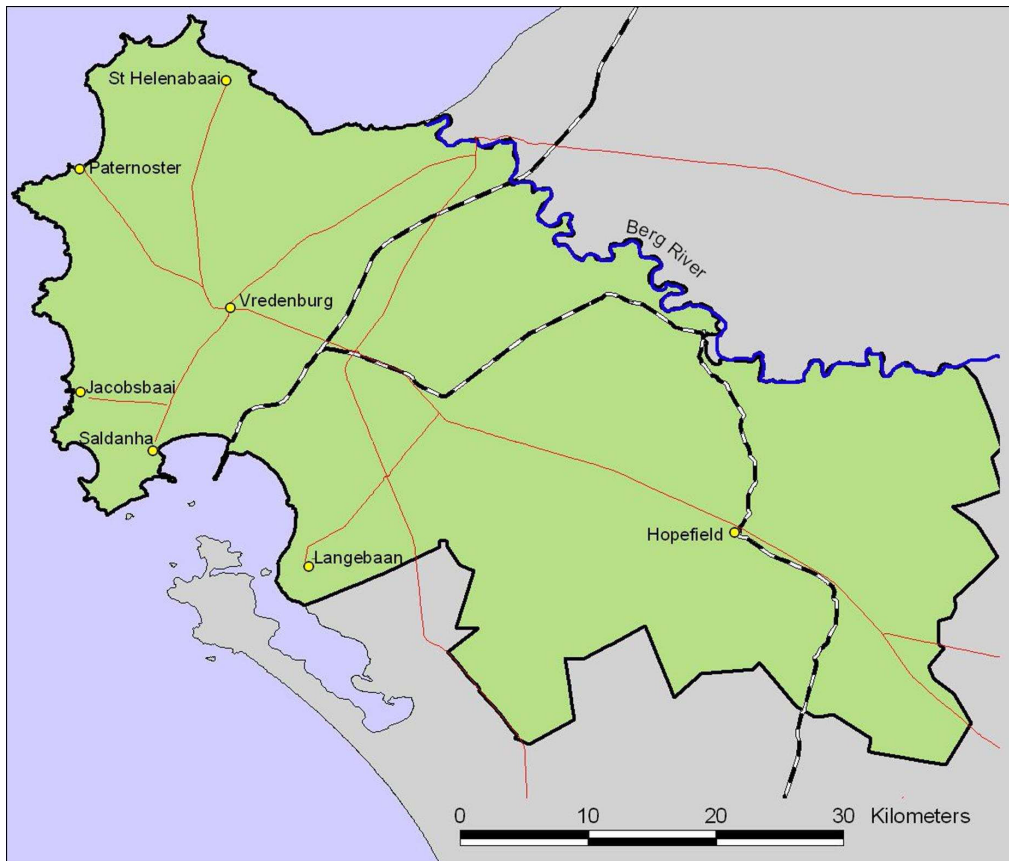 St Helenabaai
Paternoster
Berg River
Vredenburg
Jacobsbaai
Saldanha
Hopefield
Langebaan
0 10 20 30 Kilometers